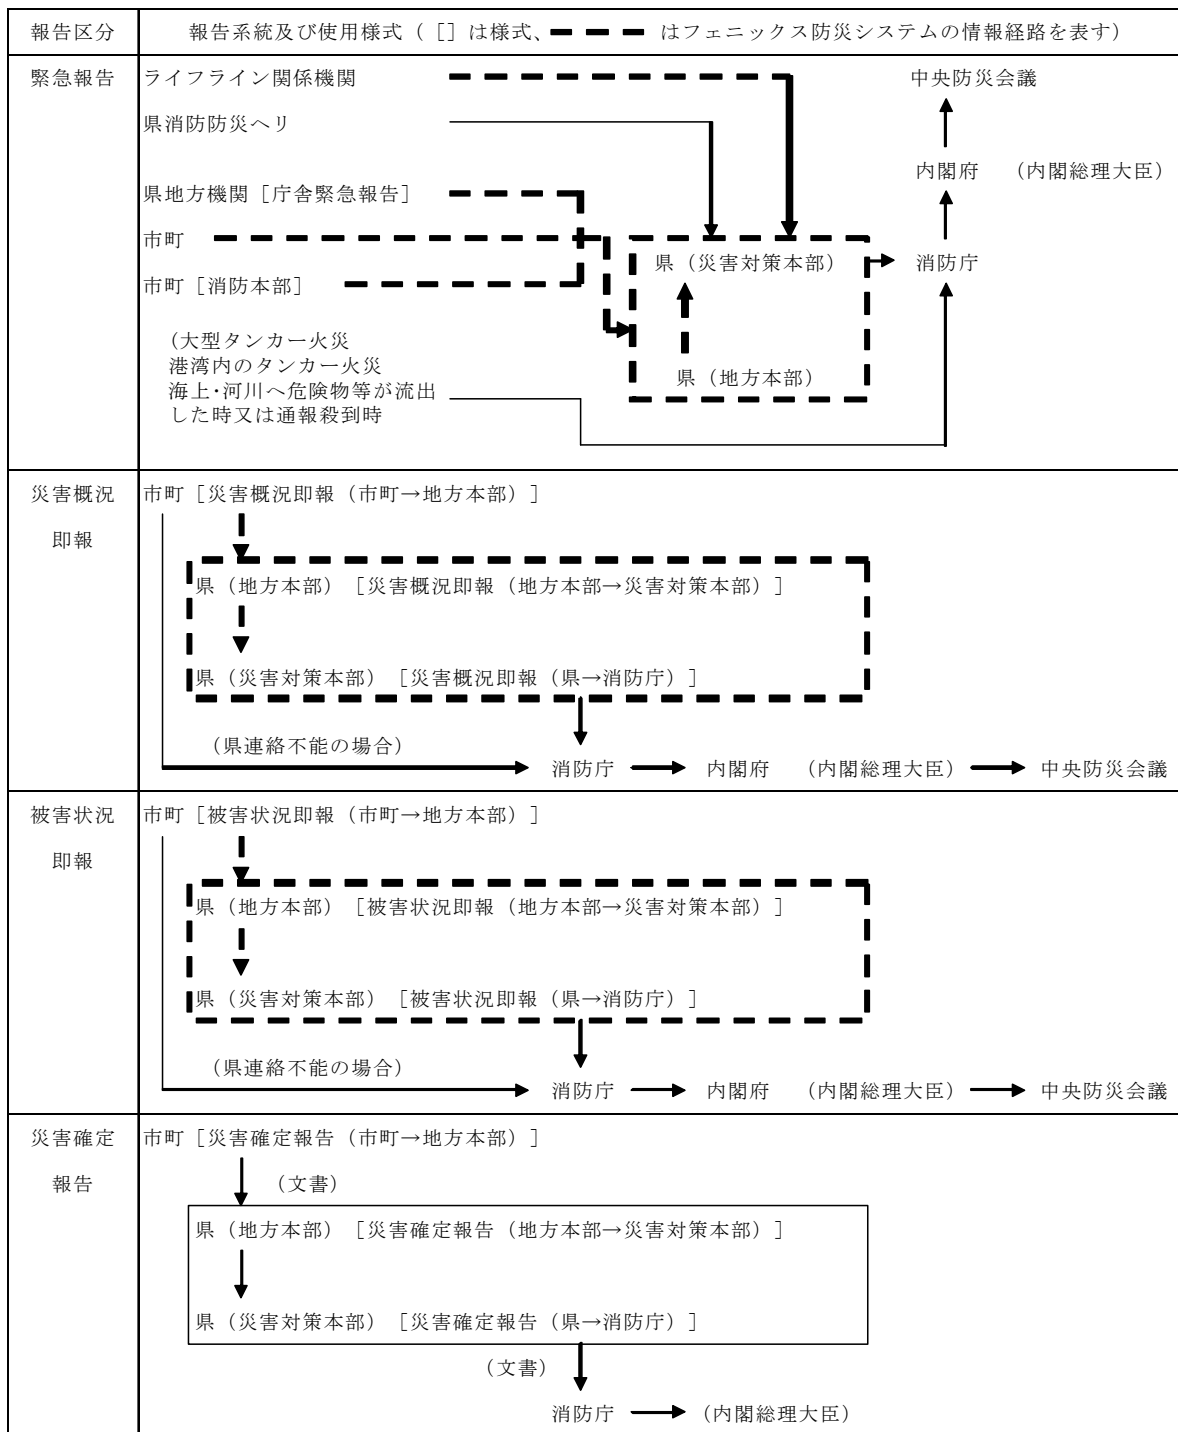 報告区分
報告系統及び使用様式（［］は様式、 はフェニックス防災システムの情報経路を表す）
緊急報告
ライフライン関係機関
中央防災会議
県消防防災ヘリ
内閣府　（内閣総理大臣）
県地方機関［庁舎緊急報告］
市町
県（災害対策本部）
消防庁
市町［消防本部］
（大型タンカー火災
港湾内のタンカー火災
海上・河川へ危険物等が流出
した時又は通報殺到時
県（地方本部）
災害概況
即報
市町［災害概況即報（市町→地方本部）］
県（地方本部）［災害概況即報（地方本部→災害対策本部）］
県（災害対策本部）［災害概況即報（県→消防庁）］
（県連絡不能の場合）
消防庁　内閣府　（内閣総理大臣）　中央防災会議
被害状況
即報
市町［被害状況即報（市町→地方本部）］
県（地方本部）［被害状況即報（地方本部→災害対策本部）］
県（災害対策本部）［被害状況即報（県→消防庁）］
（県連絡不能の場合）
消防庁　内閣府　（内閣総理大臣）　中央防災会議
災害確定
報告
市町［災害確定報告（市町→地方本部）］
（文書）
県（地方本部）［災害確定報告（地方本部→災害対策本部）］
県（災害対策本部）［災害確定報告（県→消防庁）］
（文書）
消防庁　（内閣総理大臣）